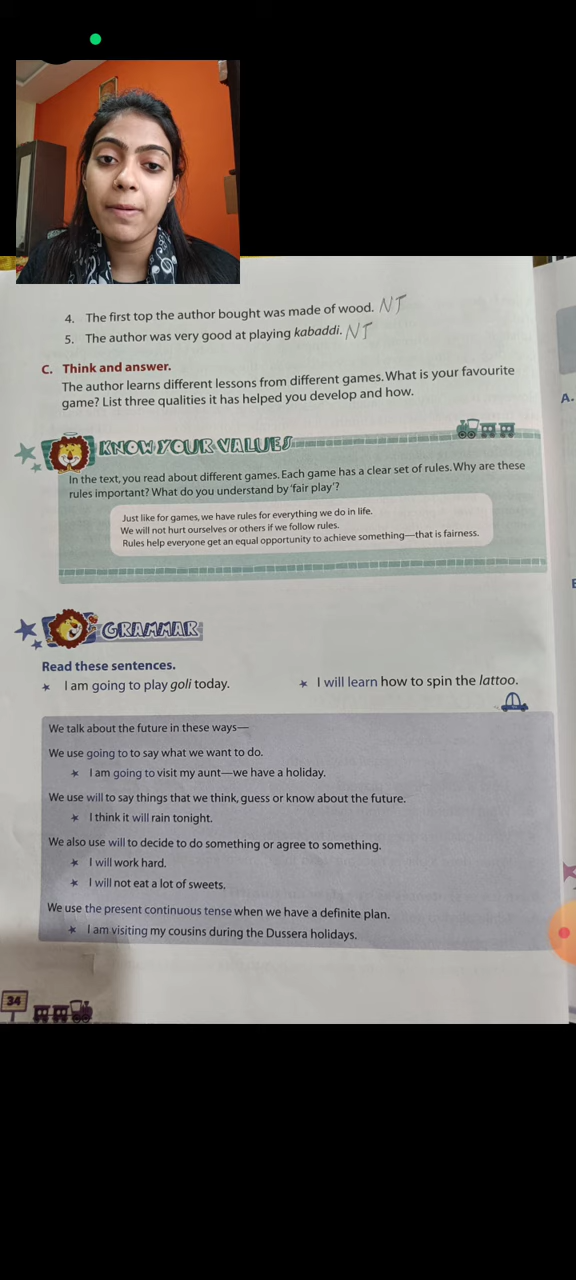 4. The first top the author bought was made of wood. NT
5. The author was very good at playing kabaddi. NT
C. Think and answer.
The author learns different lessons from different games. What is your favourite
game? List three qualities it has helped you develop and how.
A.
KNOW YOUR VALUES
In the text, you read about different games. Each game has a clear set of rules. Why are these
rules important? What do you understand by 'fair play'?
Just like for games, we have rules for everything we do in life.
We will not hurt ourselves or others if we follow rules.
Rules help everyone get an equal opportunity to achieve something—that is fairness.
GRAMMAR
Read these sentences.
★ I am going to play goli today.
★ I will learn how to spin the lattoo.
We talk about the future in these ways—
We use going to to say what we want to do.
★ I am going to visit my aunt—we have a holiday.
We use will to say things that we think, guess or know about the future.
★ I think it will rain tonight.
We also use will to decide to do something or agree to something.
★ I will work hard.
★ I will not eat a lot of sweets.
We use the present continuous tense when we have a definite plan.
★ I am visiting my cousins during the Dussera holidays.
34